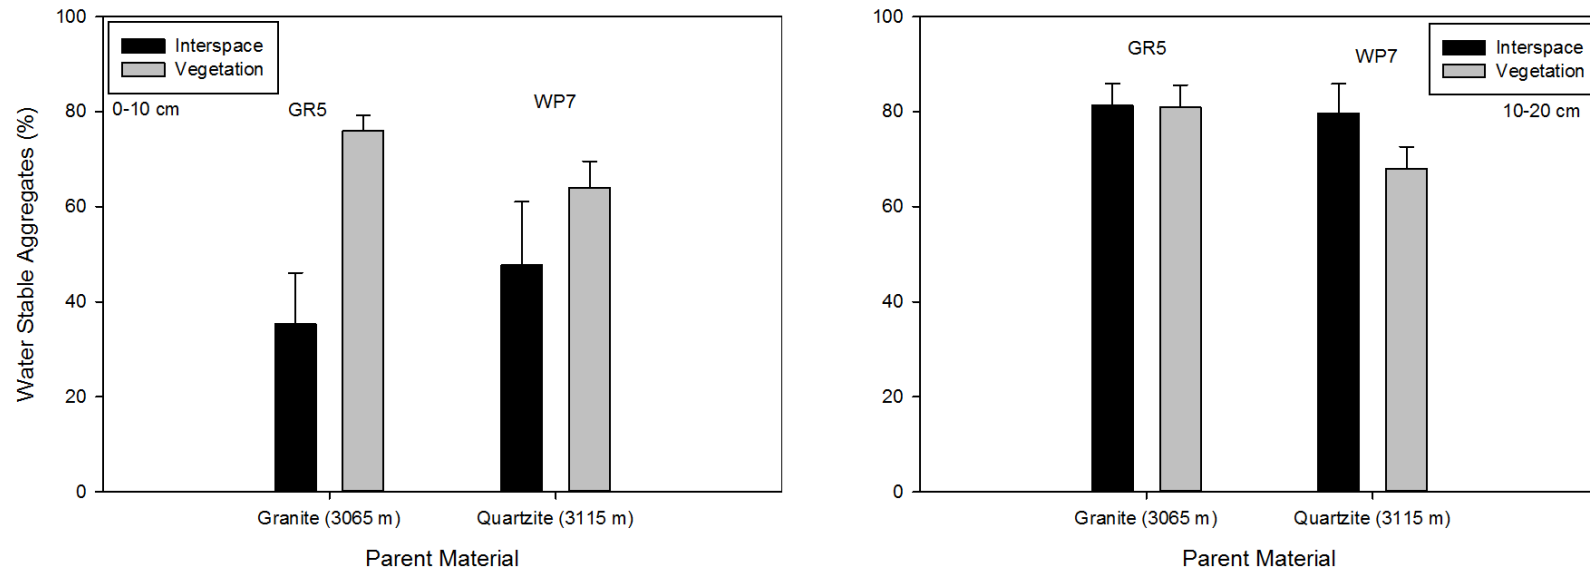 100
80
60
40
20
0
Water Stable Aggregates (%)
Interspace
Vegetation
0-10 cm
GR5
WP7
Granite (3065 m)
Quartzite (3115 m)
Parent Material
100
80
60
40
20
0
Interspace
Vegetation
10-20 cm
GR5
WP7
Granite (3065 m)
Quartzite (3115 m)
Parent Material